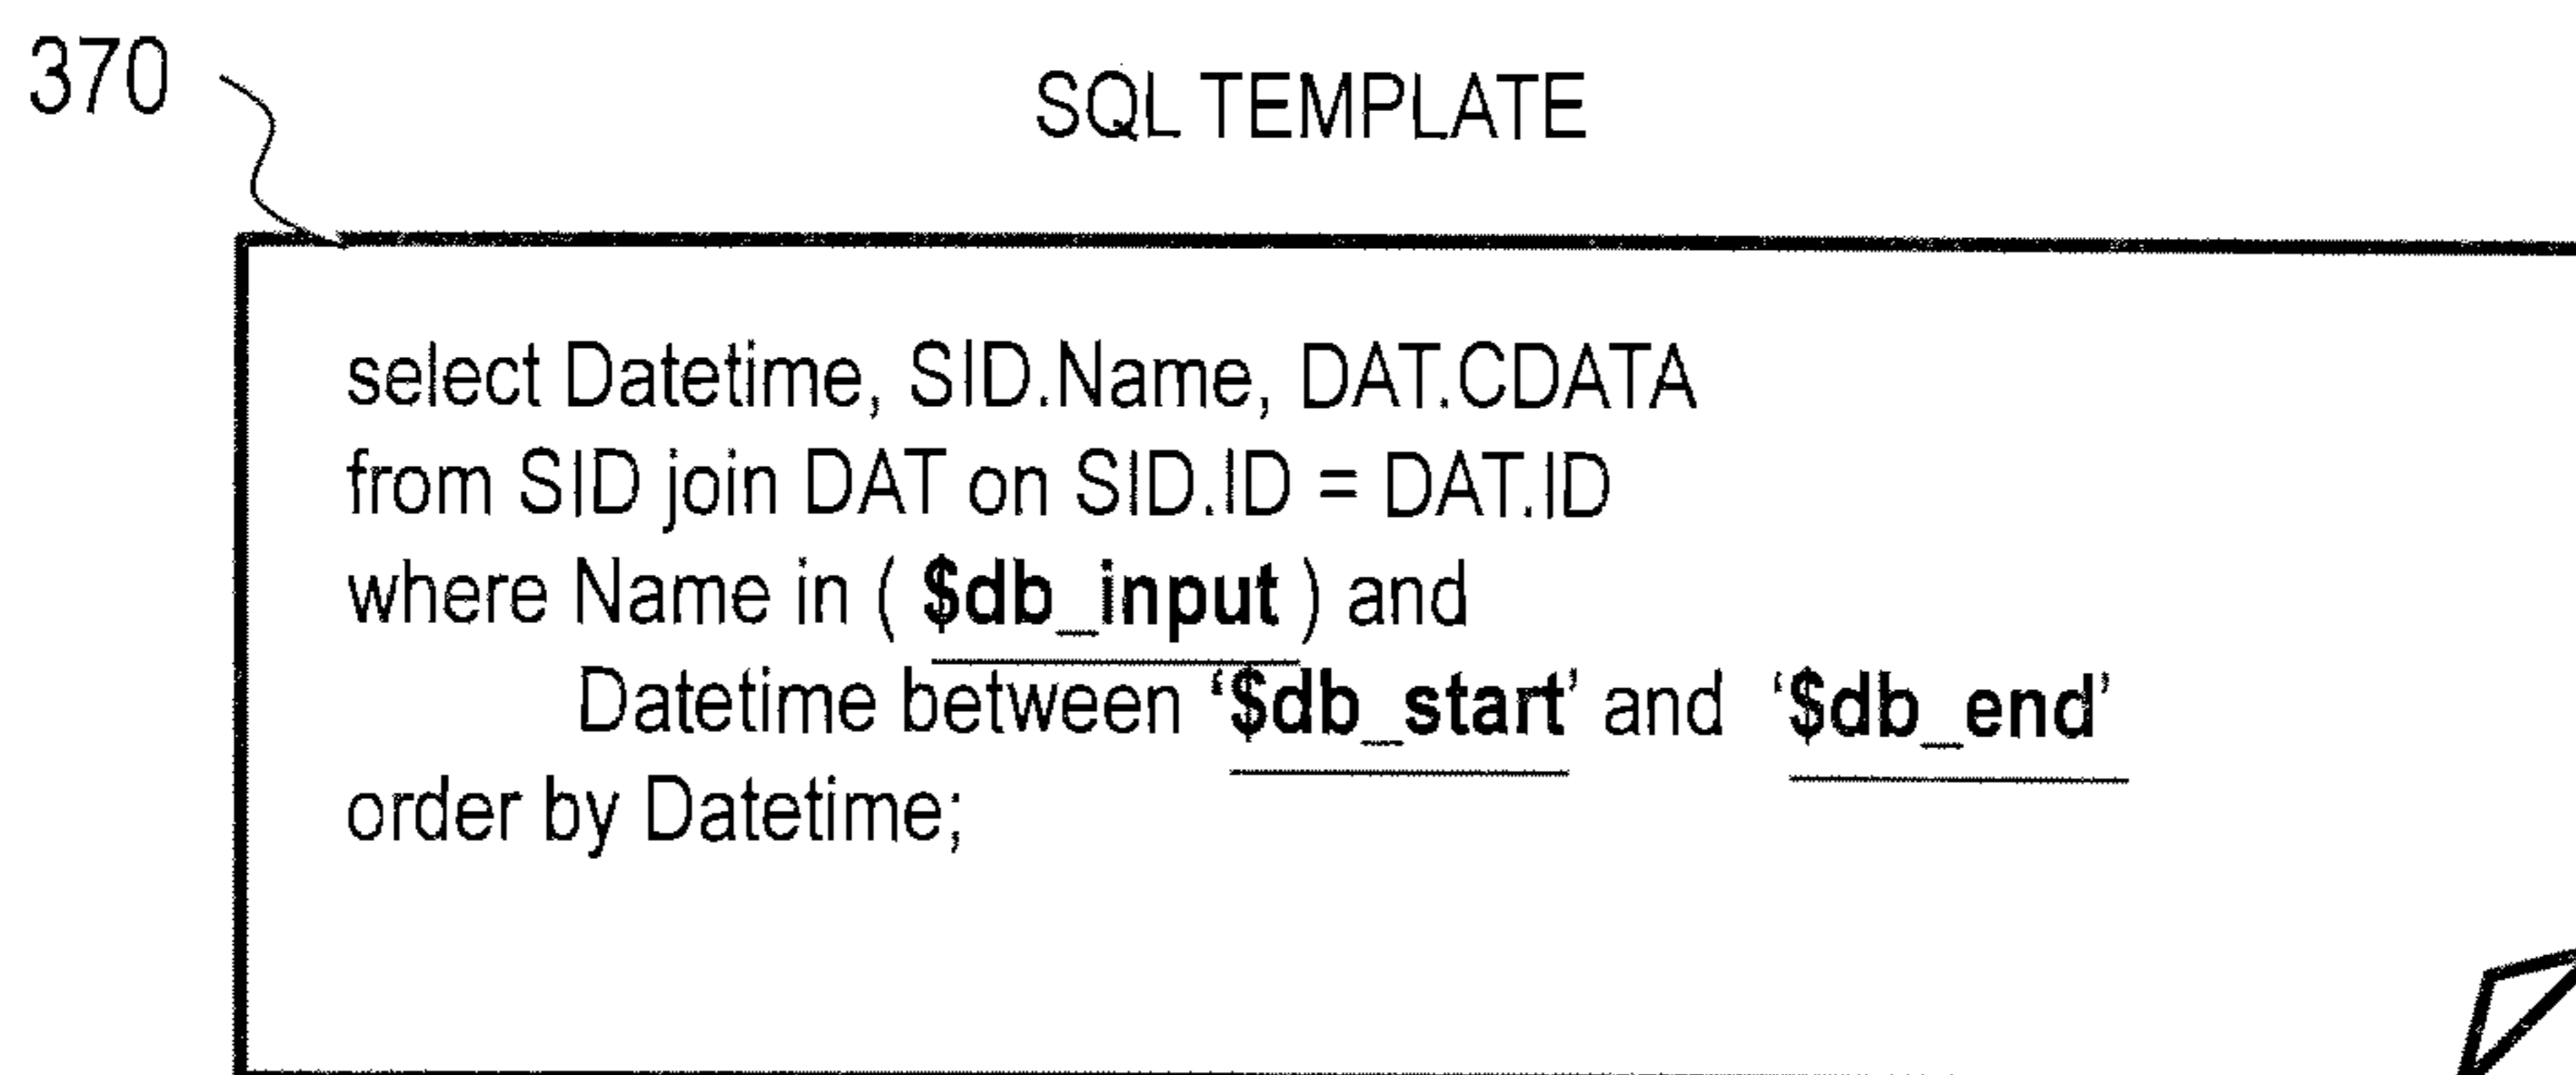 370
SQL TEMPLATE
select Datetime, SID.Name, DAT.CDATA
from SID join DAT on SID.ID = DAT.ID
where Name in ( $db_input ) and
Datetime between ‘$db_start’ and ‘$db_end’
order by Datetime;